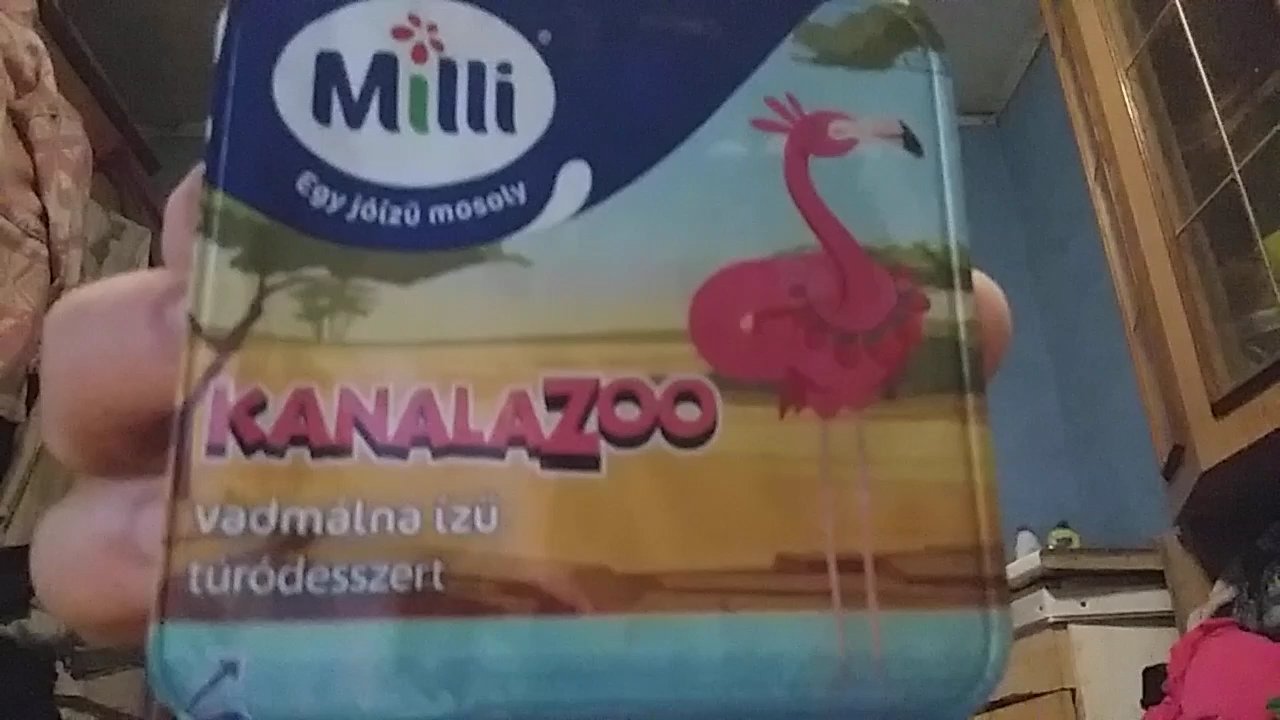 Milli
Egy jóízű mosoly
KANALAZOO
vadmálna ízű
túródesszert